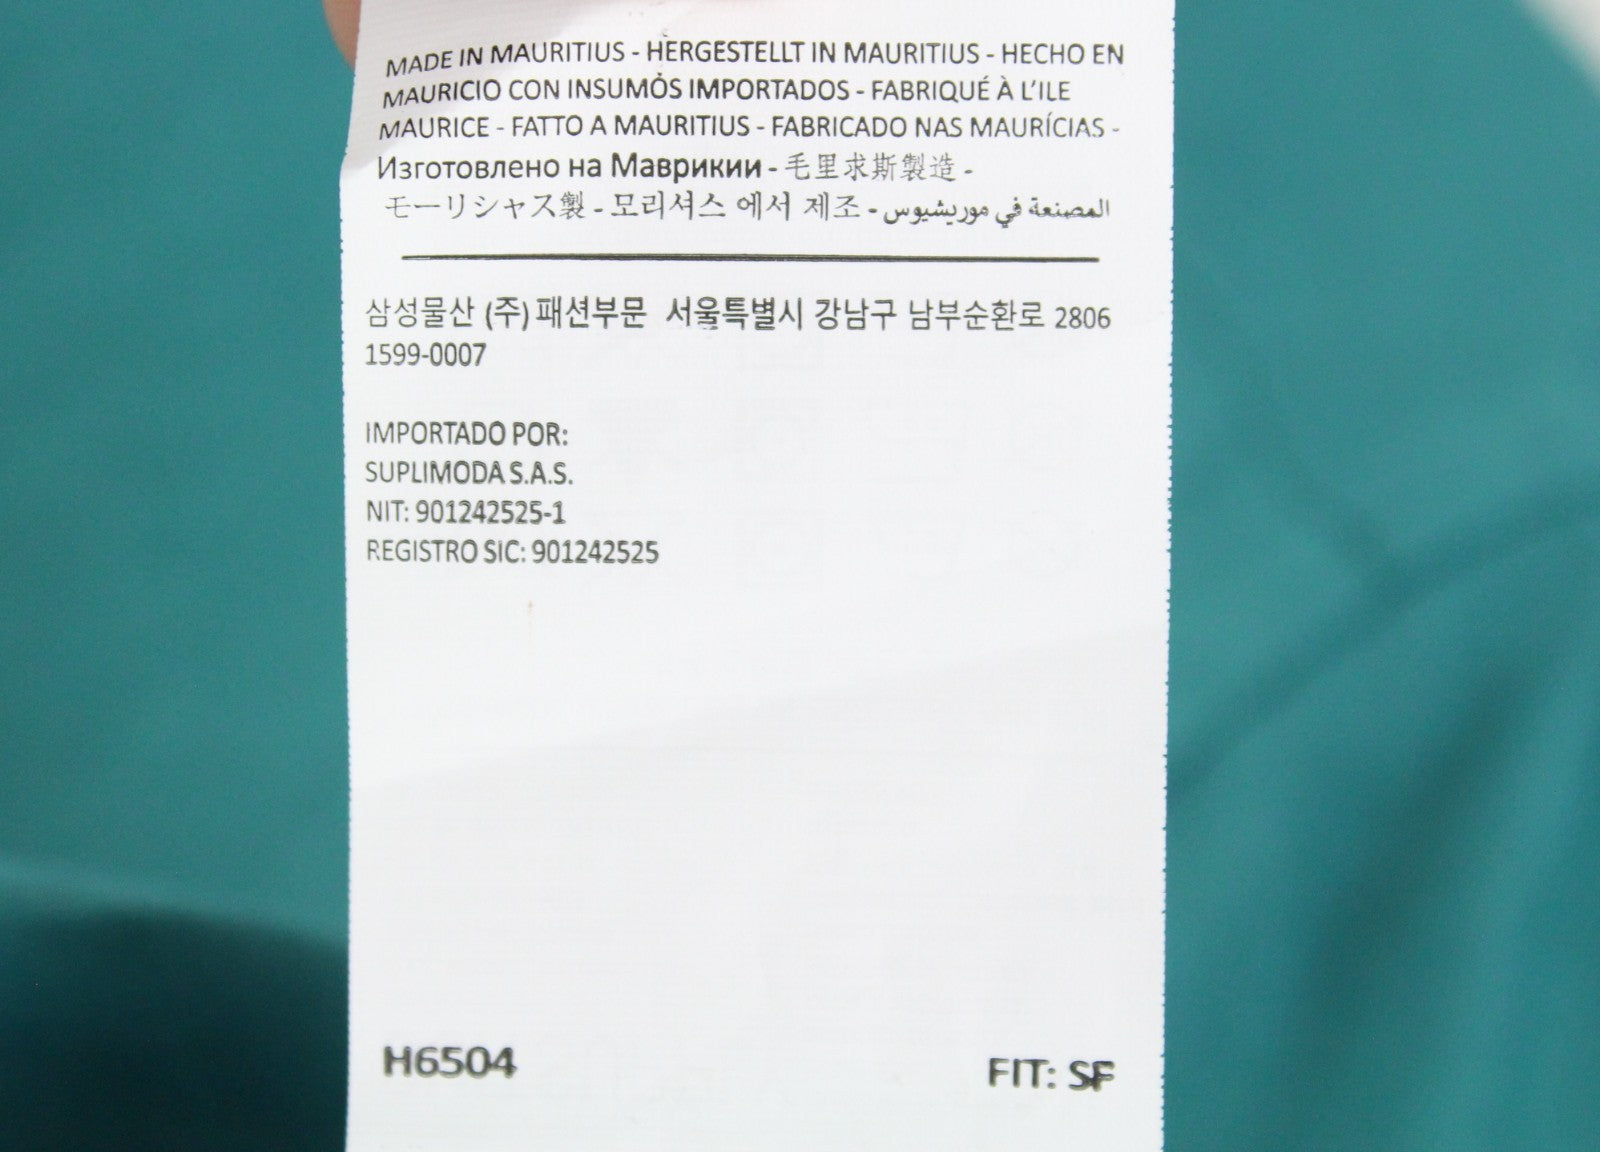 MADE IN MAURITIUS - HERGESTELLT IN MAURITIUS - HECHO EN
MAURICIO CON INSUMOS IMPORTADOS - FABRIQUÉ À L'ILE
MAURICE - FATTO A MAURITIUS - FABRICADO NAS MAURÍCIAS -
Изготовлено на Маврикии - 毛里求斯製造 -
モーリシャス製 - 모리셔스 에서 제조 - المصنعة في موريشيوس
삼성물산 (주) 패션부문 서울특별시 강남구 남부순환로 2806
1599-0007
IMPORTADO POR:
SUPLIMODA S.A.S.
NIT: 901242525-1
REGISTRO SIC: 901242525
H6504
FIT: SF